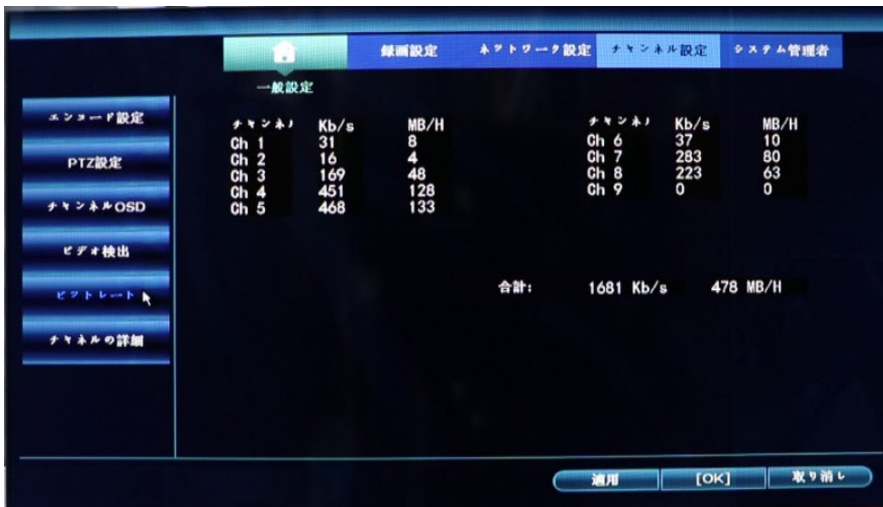 録画設定 ネットワーク設定 チャンネル設定 システム管理者
一般設定
エンコード設定
PTZ設定
チャンネルOSD
ビデオ検出
ビットレート
チャネルの詳細
チャンネル Kb/s MB/H
Ch 1 31 8
Ch 2 16 4
Ch 3 169 48
Ch 4 451 128
Ch 5 468 133
チャンネル Kb/s MB/H
Ch 6 37 10
Ch 7 283 80
Ch 8 223 63
Ch 9 0 0
合計: 1681 Kb/s 478 MB/H
適用 [OK] 取り消し